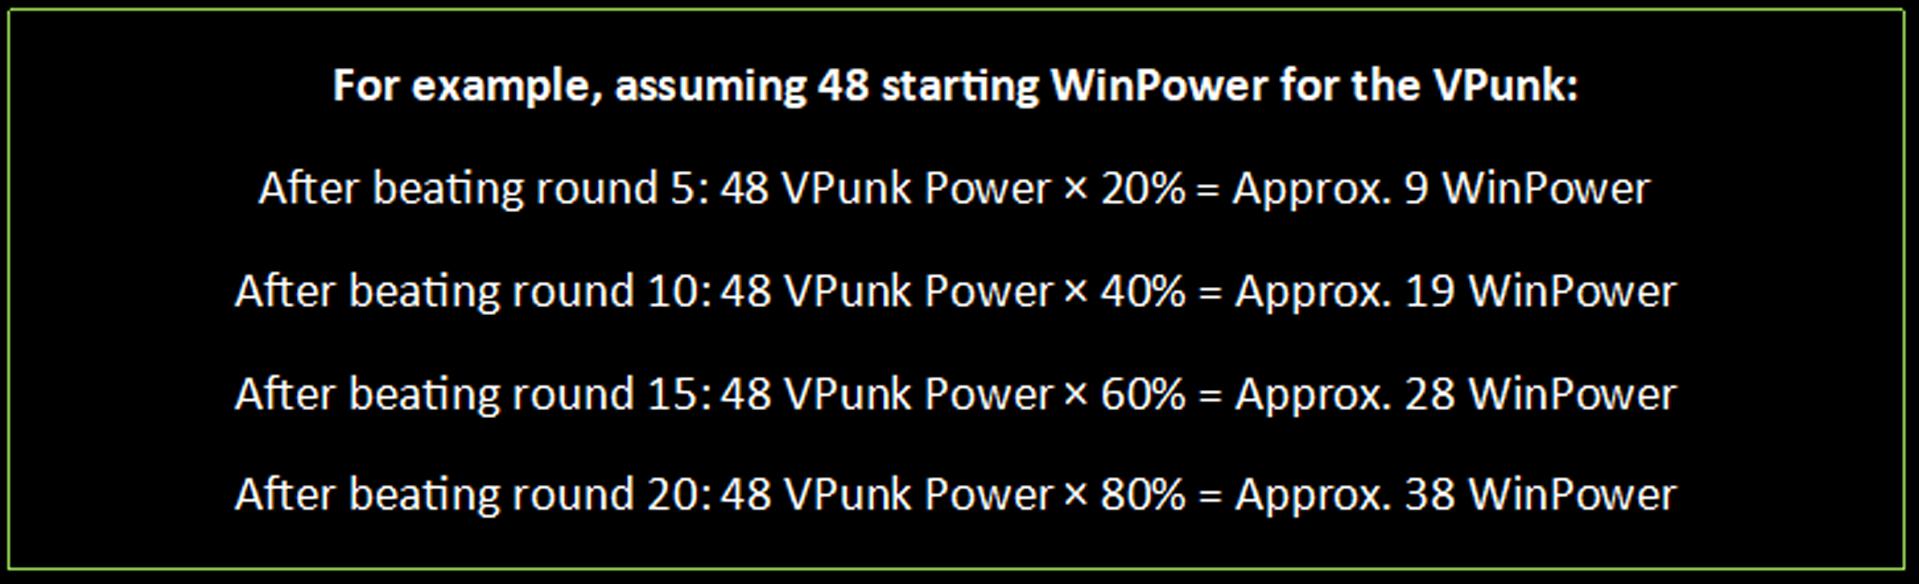 For example, assuming 48 starting WinPower for the VPunk:
After beating round 5: 48 VPunk Power × 20% = Approx. 9 WinPower
After beating round 10: 48 VPunk Power × 40% = Approx. 19 WinPower
After beating round 15: 48 VPunk Power × 60% = Approx. 28 WinPower
After beating round 20: 48 VPunk Power × 80% = Approx. 38 WinPower